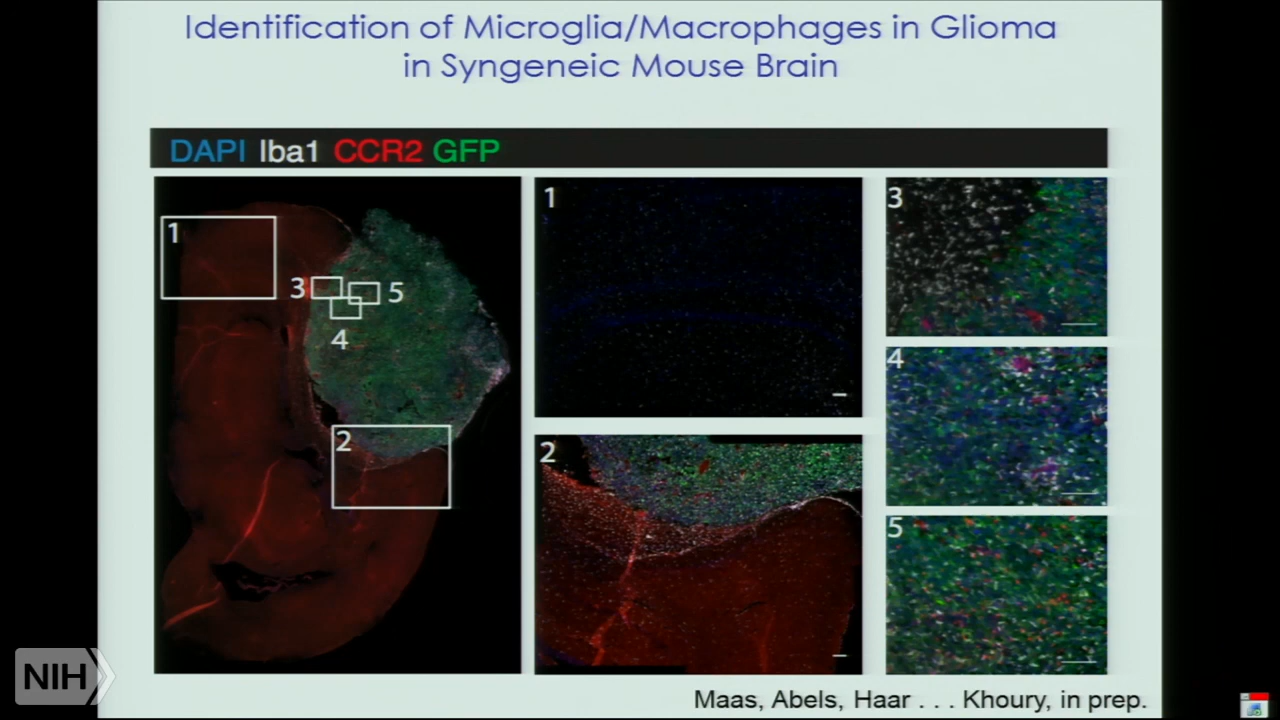 Identification of Microglia/Macrophages in Glioma
in Syngeneic Mouse Brain
DAPI Iba1 CCR2 GFP
1
3
5
4
2
1
2
3
4
5
Maas, Abels, Haar . . . Khoury, in prep.
NIH